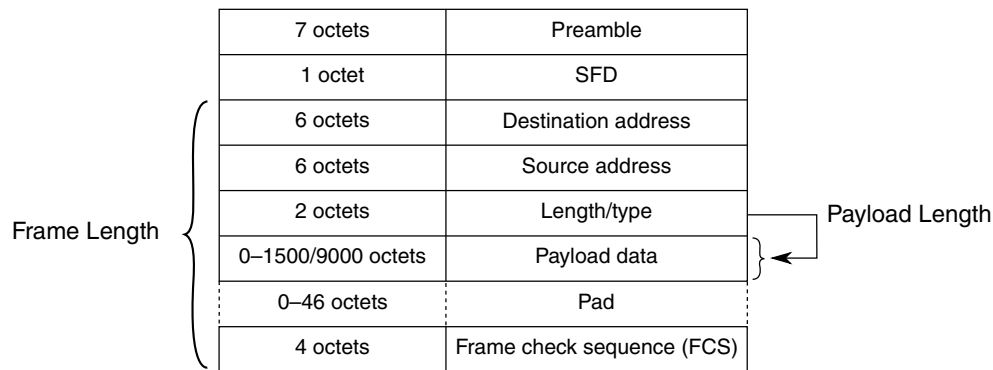 7 octets Preamble
1 octet SFD
6 octets Destination address
6 octets Source address
2 octets Length/type
Frame Length
Payload Length
0–1500/9000 octets Payload data
0–46 octets Pad
4 octets Frame check sequence (FCS)